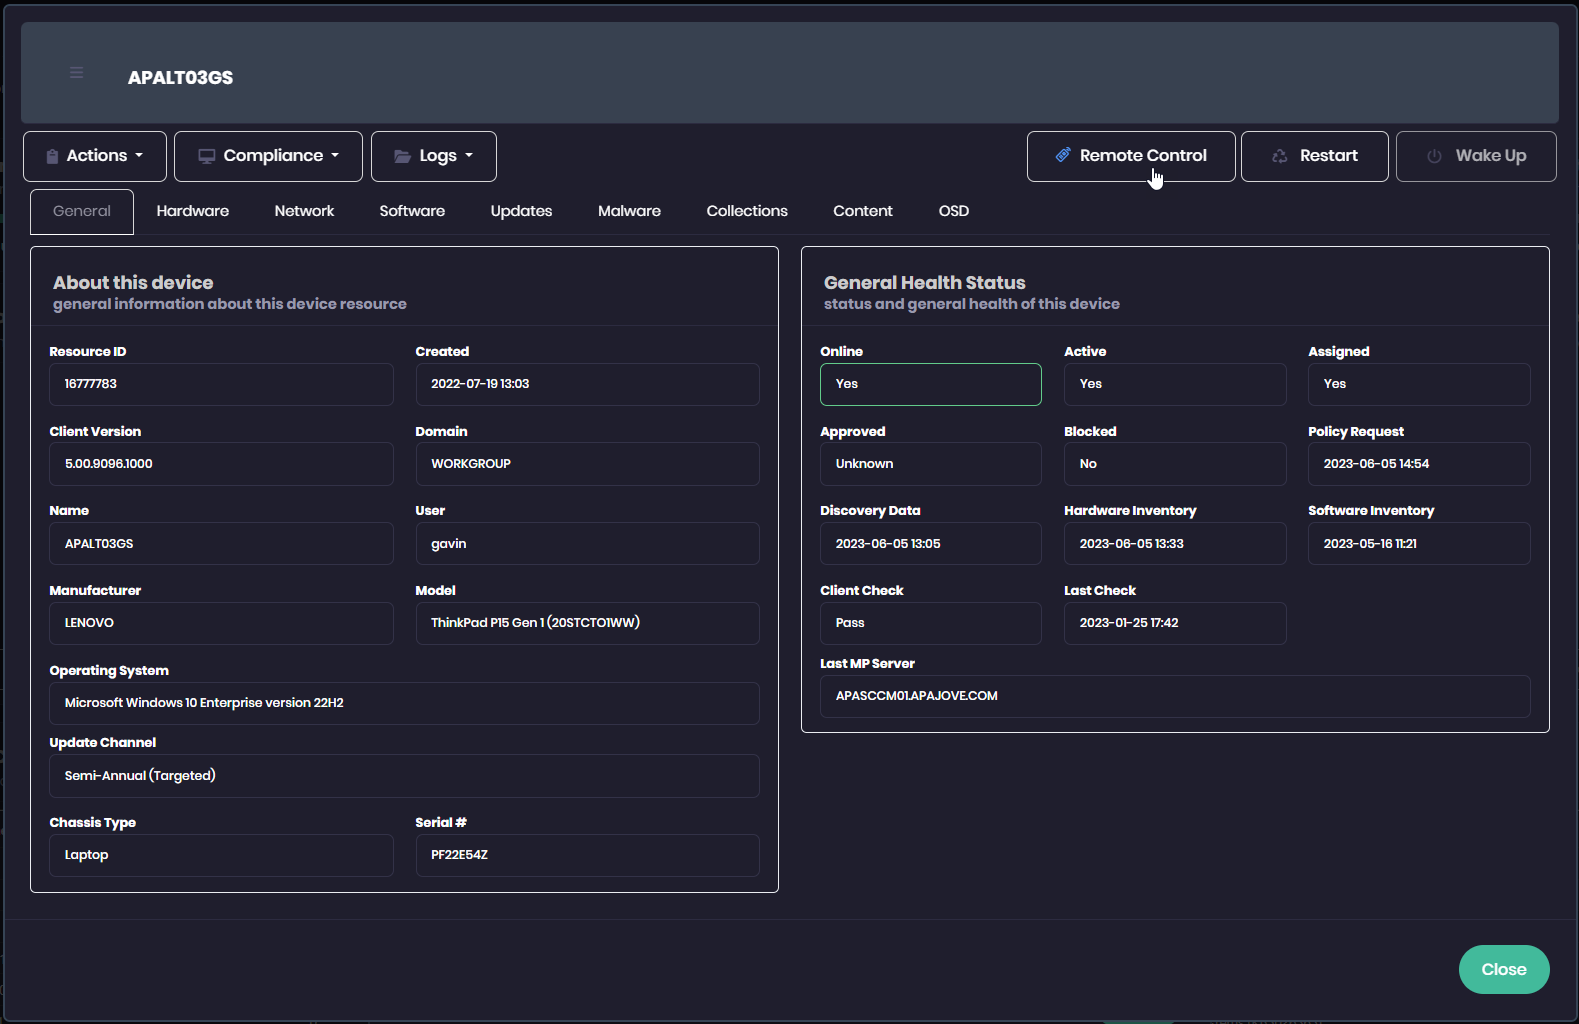 APALT03GS
Actions Compliance Logs Remote Control Restart Wake Up
General Hardware Network Software Updates Malware Collections Content OSD
About this device
general information about this device resource
Resource ID Created
16777783 2022-07-19 13:03
Client Version Domain
5.00.9096.1000 WORKGROUP
Name User
APALT03GS gavin
Manufacturer Model
LENOVO ThinkPad P15 Gen 1 (20STCTO1WW)
Operating System
Microsoft Windows 10 Enterprise version 22H2
Update Channel
Semi-Annual (Targeted)
Chassis Type Serial #
Laptop PF22E54Z
General Health Status
status and general health of this device
Online Active Assigned
Yes Yes Yes
Approved Blocked Policy Request
Unknown No 2023-06-05 14:54
Discovery Data Hardware Inventory Software Inventory
2023-06-05 13:05 2023-06-05 13:33 2023-05-16 11:21
Client Check Last Check
Pass 2023-01-25 17:42
Last MP Server
APASCCM01.APAJOVE.COM
Close